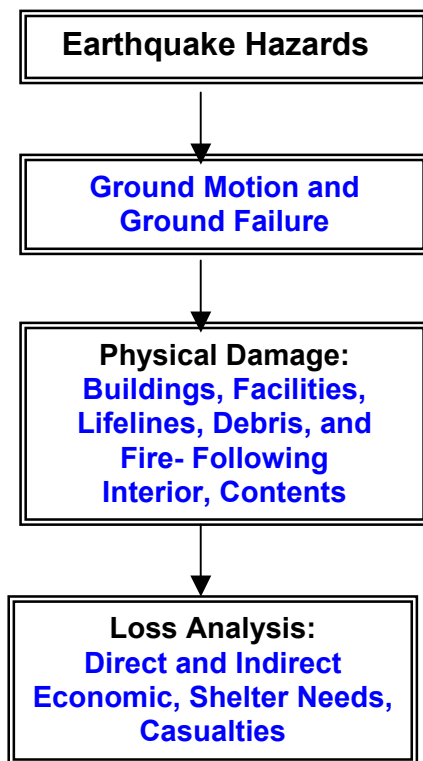 Earthquake Hazards
Ground Motion and
Ground Failure
Physical Damage:
Buildings, Facilities,
Lifelines, Debris, and
Fire- Following
Interior, Contents
Loss Analysis:
Direct and Indirect
Economic, Shelter Needs,
Casualties